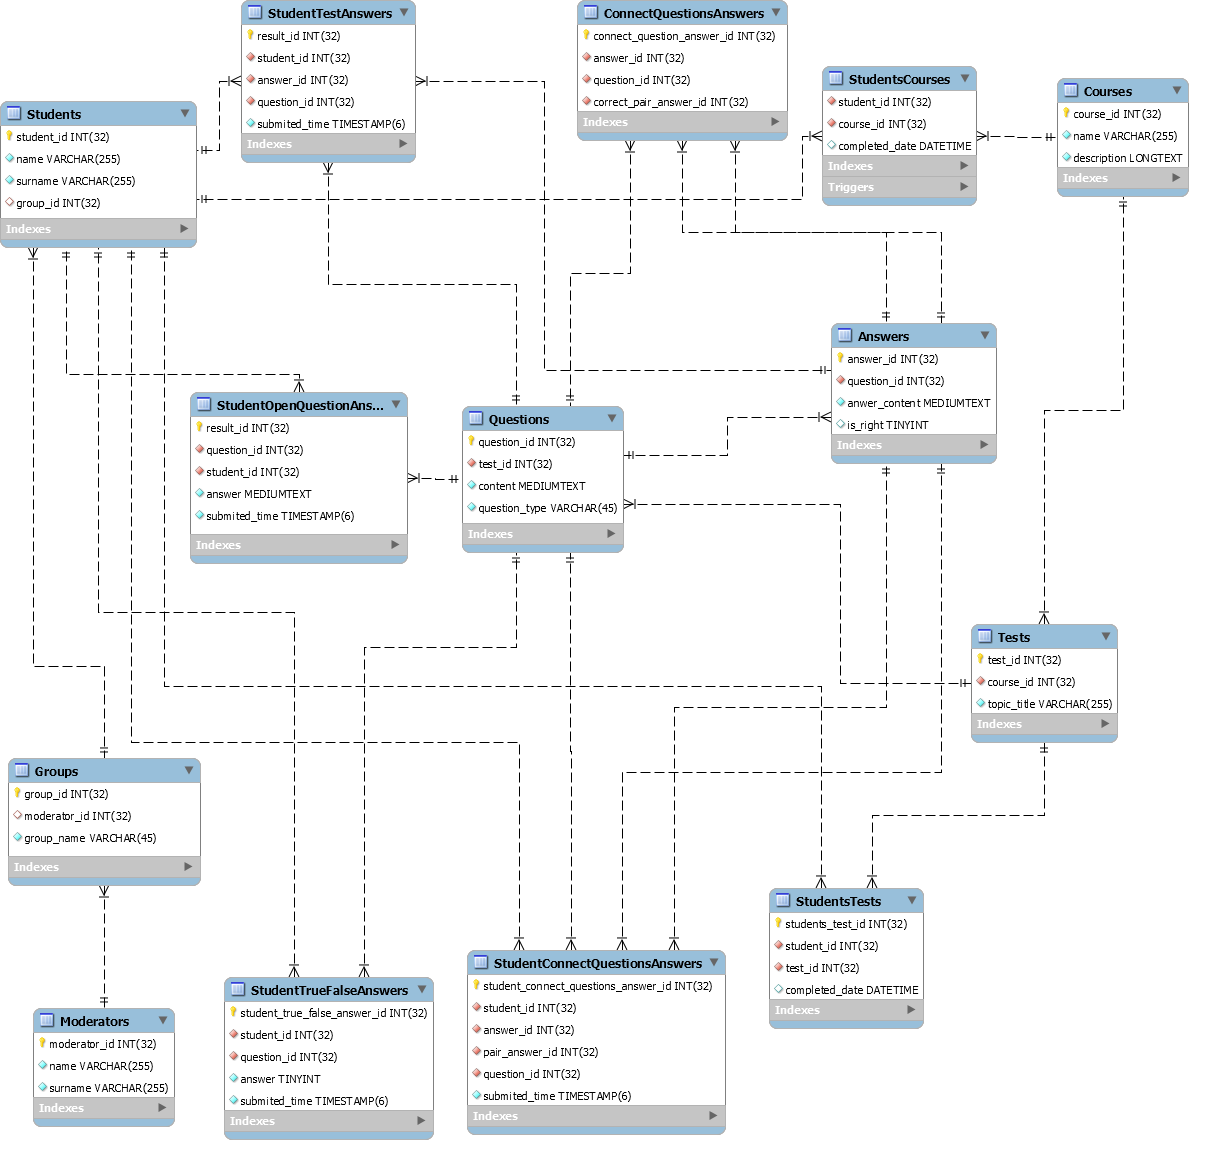 StudentTestAnswers
result_id INT(32)
student_id INT(32)
answer_id INT(32)
question_id INT(32)
submited_time TIMESTAMP(6)
Indexes
ConnectQuestionsAnswers
connect_question_answer_id INT(32)
answer_id INT(32)
question_id INT(32)
correct_pair_answer_id INT(32)
Indexes
StudentsCourses
student_id INT(32)
course_id INT(32)
completed_date DATETIME
Indexes
Triggers
Courses
course_id INT(32)
name VARCHAR(255)
description LONGTEXT
Indexes
Students
student_id INT(32)
name VARCHAR(255)
surname VARCHAR(255)
group_id INT(32)
Indexes
Answers
answer_id INT(32)
question_id INT(32)
anwer_content MEDIUMTEXT
is_right TINYINT
Indexes
StudentOpenQuestionAns...
result_id INT(32)
question_id INT(32)
student_id INT(32)
answer MEDIUMTEXT
submited_time TIMESTAMP(6)
Indexes
Questions
question_id INT(32)
test_id INT(32)
content MEDIUMTEXT
question_type VARCHAR(45)
Indexes
Tests
test_id INT(32)
course_id INT(32)
topic_title VARCHAR(255)
Indexes
Groups
group_id INT(32)
moderator_id INT(32)
group_name VARCHAR(45)
Indexes
StudentsTests
students_test_id INT(32)
student_id INT(32)
test_id INT(32)
completed_date DATETIME
Indexes
Moderators
moderator_id INT(32)
name VARCHAR(255)
surname VARCHAR(255)
Indexes
StudentTrueFalseAnswers
student_true_false_answer_id INT(32)
student_id INT(32)
question_id INT(32)
answer TINYINT
submited_time TIMESTAMP(6)
Indexes
StudentConnectQuestionsAnswers
student_connect_questions_answer_id INT(32)
student_id INT(32)
answer_id INT(32)
pair_answer_id INT(32)
question_id INT(32)
submited_time TIMESTAMP(6)
Indexes